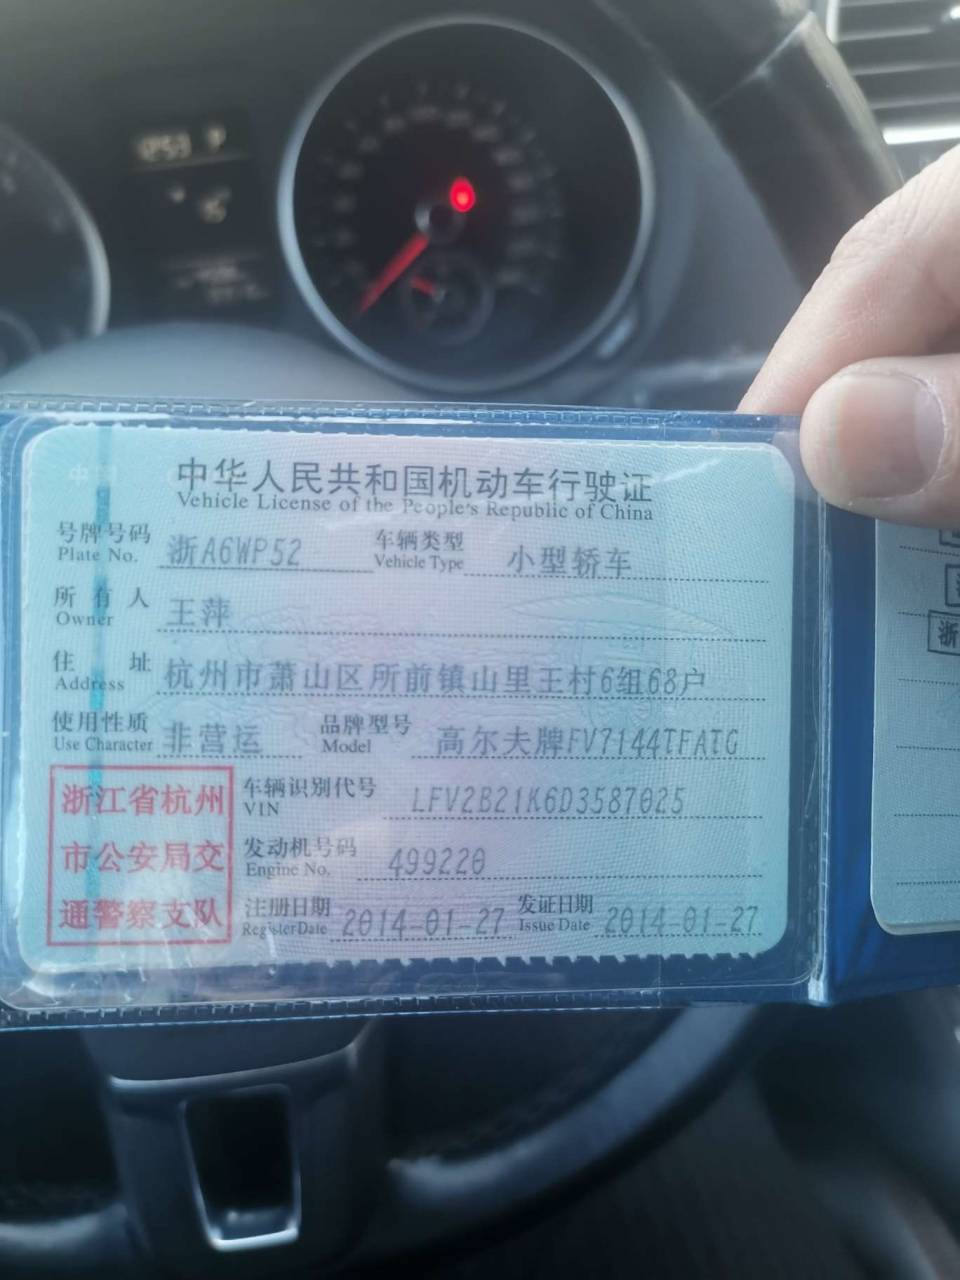 中华人民共和国机动车行驶证
Vehicle License of the People's Republic of China
号牌号码 浙A6WP52 车辆类型 小型轿车
Plate No. Vehicle Type
所有人 王萍
Owner
住址 杭州市萧山区所前镇山里王村6组68户
Address
使用性质 非营运 品牌型号 高尔夫牌FV7144TFATG
Use Character Model
浙江省杭州
市公安局交
通警察支队
车辆识别代号 LFV2B21K6D3587025
VIN
发动机号码 499220
Engine No.
注册日期 2014-01-27 发证日期 2014-01-27
Register Date Issue Date
浙